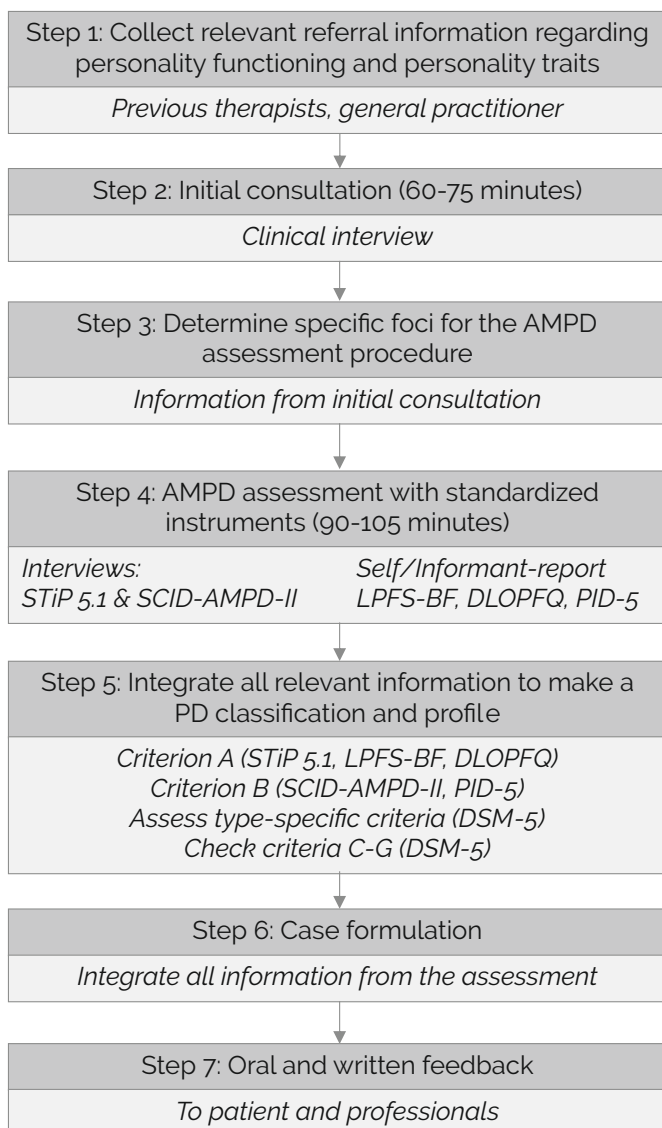 Step 1: Collect relevant referral information regarding
personality functioning and personality traits
Previous therapists, general practitioner
Step 2: Initial consultation (60-75 minutes)
Clinical interview
Step 3: Determine specific foci for the AMPD
assessment procedure
Information from initial consultation
Step 4: AMPD assessment with standardized
instruments (90-105 minutes)
Interviews:
STiP 5.1 & SCID-AMPD-II
Self/Informant-report
LPFS-BF, DLOPFQ, PID-5
Step 5: Integrate all relevant information to make a
PD classification and profile
Criterion A (STiP 5.1, LPFS-BF, DLOPFQ)
Criterion B (SCID-AMPD-II, PID-5)
Assess type-specific criteria (DSM-5)
Check criteria C-G (DSM-5)
Step 6: Case formulation
Integrate all information from the assessment
Step 7: Oral and written feedback
To patient and professionals